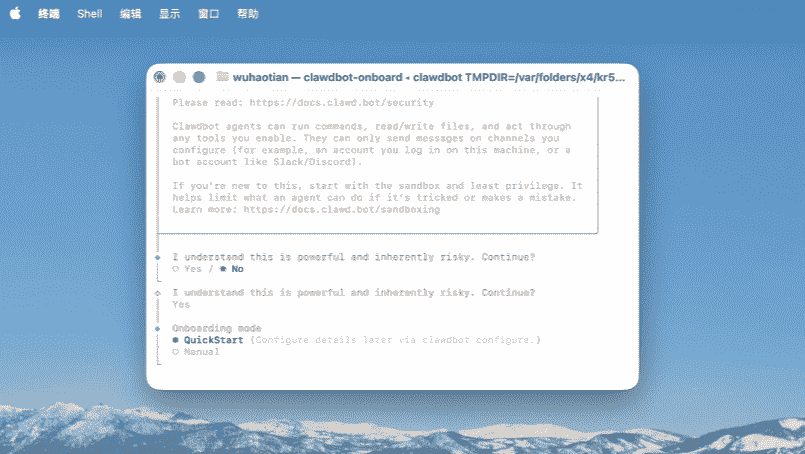 终端 Shell 编辑 显示 窗口 帮助
wuhaotian — clawdbot-onboard ◂ clawdbot TMPDIR=/var/folders/x4/kr5...
Please read: https://docs.clawd.bot/security
Clawdbot agents can run commands, read/write files, and act through
any tools you enable. They can only send messages on channels you
configure (for example, an account you log in on this machine, or a
bot account like Slack/Discord).
If you're new to this, start with the sandbox and least privilege. It
helps limit what an agent can do if it's tricked or makes a mistake.
Learn more: https://docs.clawd.bot/sandboxing
I understand this is powerful and inherently risky. Continue?
Yes / No
I understand this is powerful and inherently risky. Continue?
Yes
Onboarding mode
QuickStart (Configure details later via clawdbot configure.)
Manual